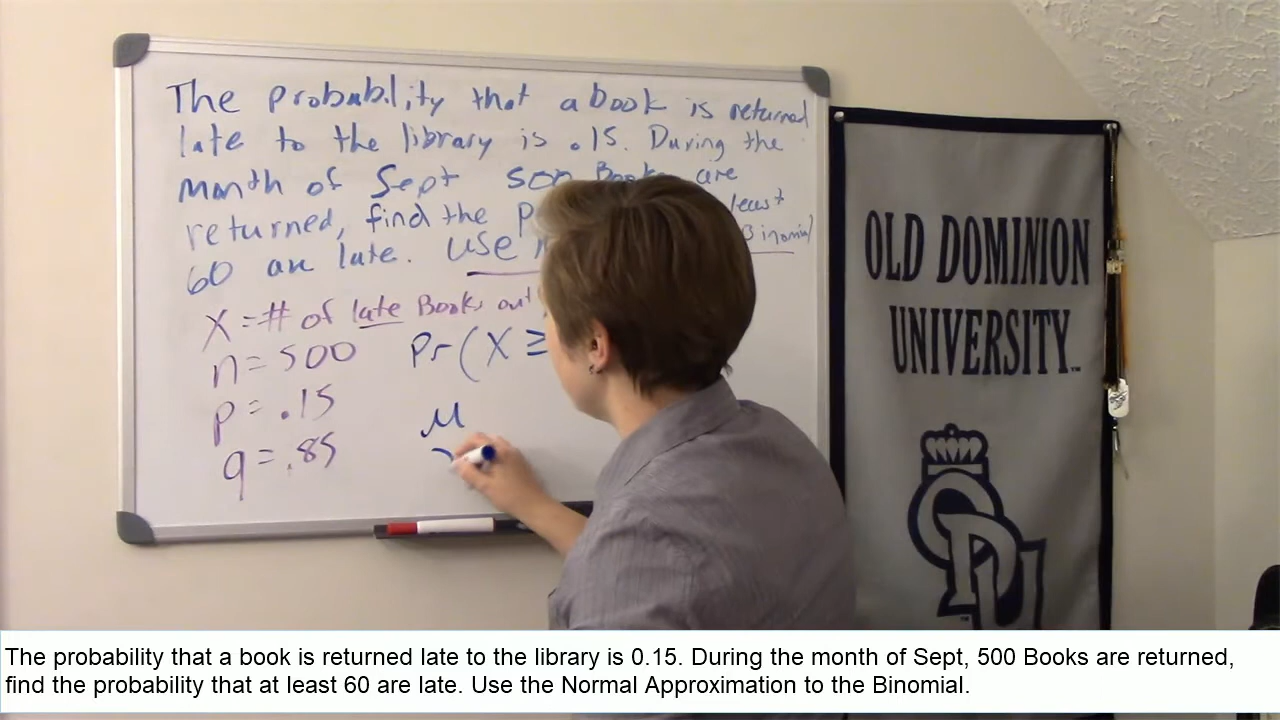 The probability that a book is returned
late to the library is .15. During the
month of Sept 500 Books are
returned, find the least
60 are late. Use Binomial
X = # of late Books out
n = 500 Pr(X ≥
p = .15 μ
q = .85
OLD DOMINION
UNIVERSITY™
ODU
The probability that a book is returned late to the library is 0.15. During the month of Sept, 500 Books are returned,
find the probability that at least 60 are late. Use the Normal Approximation to the Binomial.